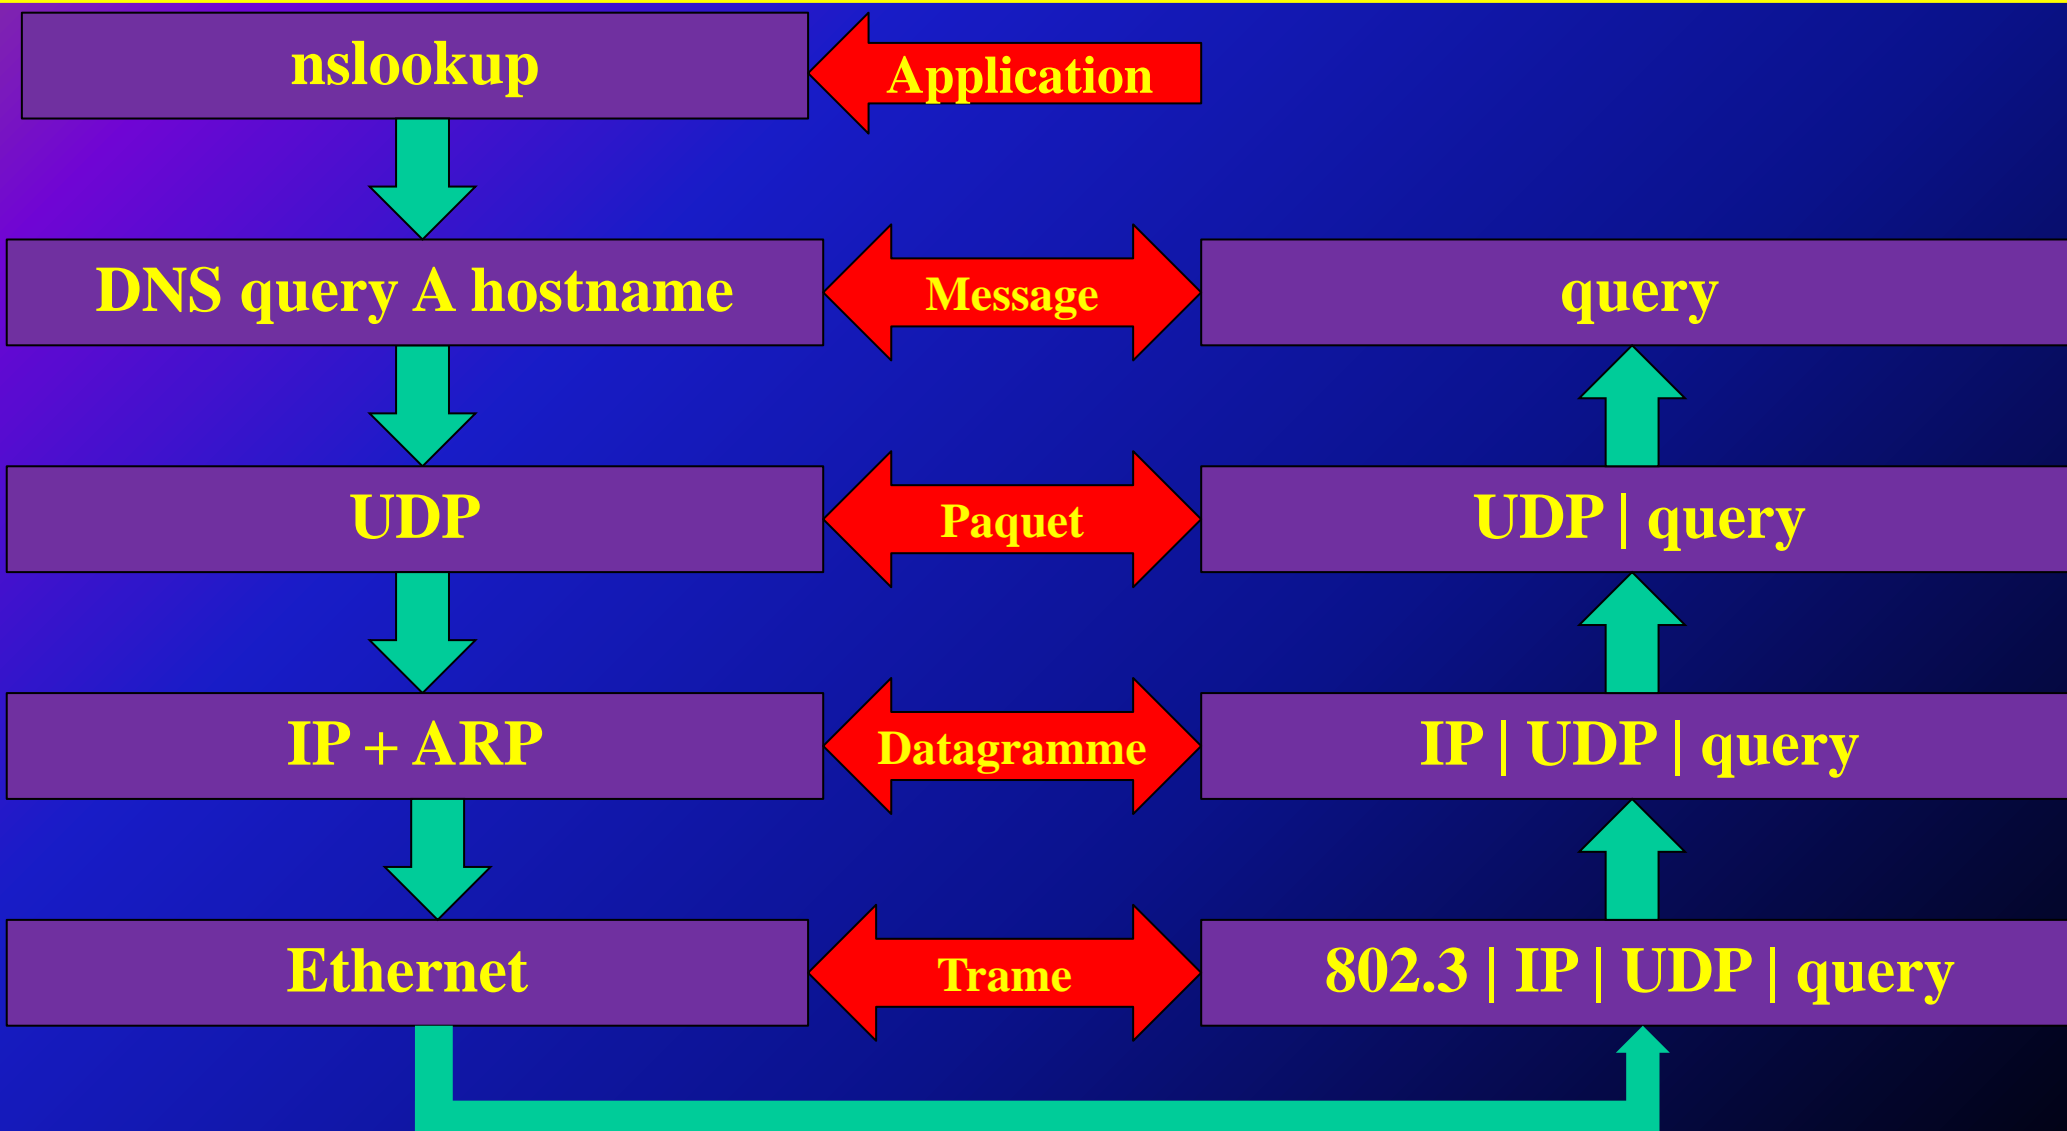 nslookup
Application
DNS query A hostname
Message
query
UDP
Paquet
UDP | query
IP + ARP
Datagramme
IP | UDP | query
Ethernet
Trame
802.3 | IP | UDP | query